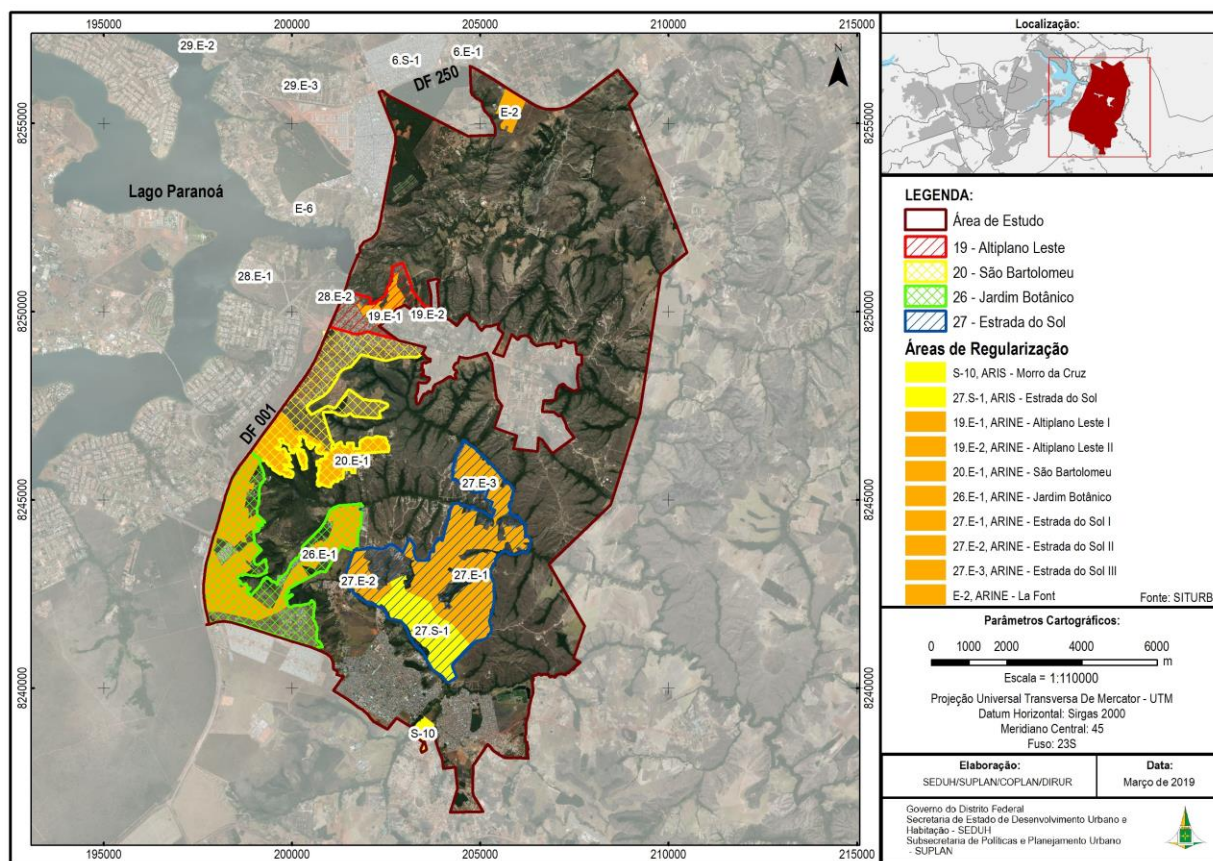 195000 200000 205000 210000 215000
8255000
8250000
8245000
8240000
29.E-2
6.S-1
6.E-1
29.E-3
DF 250
E-2
N
Lago Paranoá
E-6
28.E-1
28.E-2
19.E-1
19.E-2
DF 001
20.E-1
27.E-3
26.E-1
27.E-2
27.E-1
27.S-1
S-10
8255000
8250000
8245000
8240000
195000 200000 205000 210000 215000
Localização:
LEGENDA:
Área de Estudo
19 - Altiplano Leste
20 - São Bartolomeu
26 - Jardim Botânico
27 - Estrada do Sol
Áreas de Regularização
S-10, ARIS - Morro da Cruz
27.S-1, ARIS - Estrada do Sol
19.E-1, ARINE - Altiplano Leste I
19.E-2, ARINE - Altiplano Leste II
20.E-1, ARINE - São Bartolomeu
26.E-1, ARINE - Jardim Botânico
27.E-1, ARINE - Estrada do Sol I
27.E-2, ARINE - Estrada do Sol II
27.E-3, ARINE - Estrada do Sol III
E-2, ARINE - La Font
Fonte: SITURB
Parâmetros Cartográficos:
0 1000 2000 4000 6000
m
Escala = 1:110000
Projeção Universal Transversa De Mercator - UTM
Datum Horizontal: Sirgas 2000
Meridiano Central: 45
Fuso: 23S
Elaboração:
SEDUH/SUPLAN/COPLAN/DIRUR
Data:
Março de 2019
Governo do Distrito Federal
Secretaria de Estado de Desenvolvimento Urbano e
Habitação - SEDUH
Subsecretaria de Políticas e Planejamento Urbano
- SUPLAN